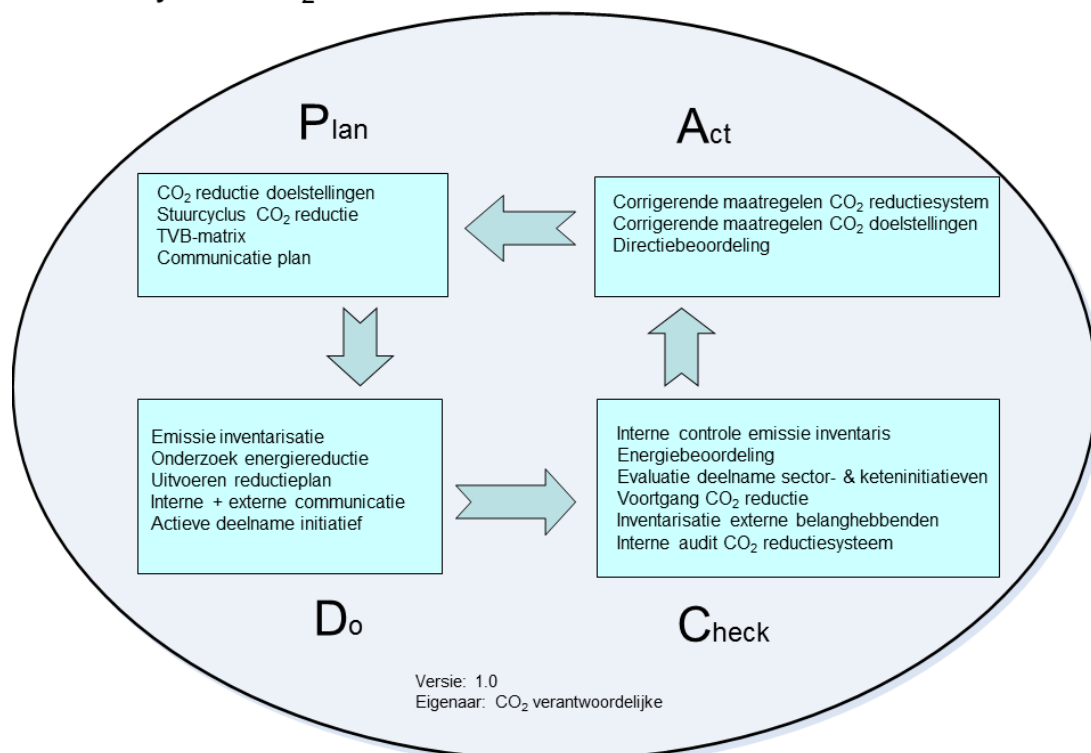 Plan
CO₂ reductie doelstellingen
Stuurcyclus CO₂ reductie
TVB-matrix
Communicatie plan
Act
Corrigerende maatregelen CO₂ reductiesystem
Corrigerende maatregelen CO₂ doelstellingen
Directiebeoordeling
Emissie inventarisatie
Onderzoek energiereductie
Uitvoeren reductieplan
Interne + externe communicatie
Actieve deelname initiatief
Do
Interne controle emissie inventaris
Energiebeoordeling
Evaluatie deelname sector- & keteninitiatieven
Voortgang CO₂ reductie
Inventarisatie externe belanghebbenden
Interne audit CO₂ reductiesysteem
Check
Versie: 1.0
Eigenaar: CO₂ verantwoordelijke